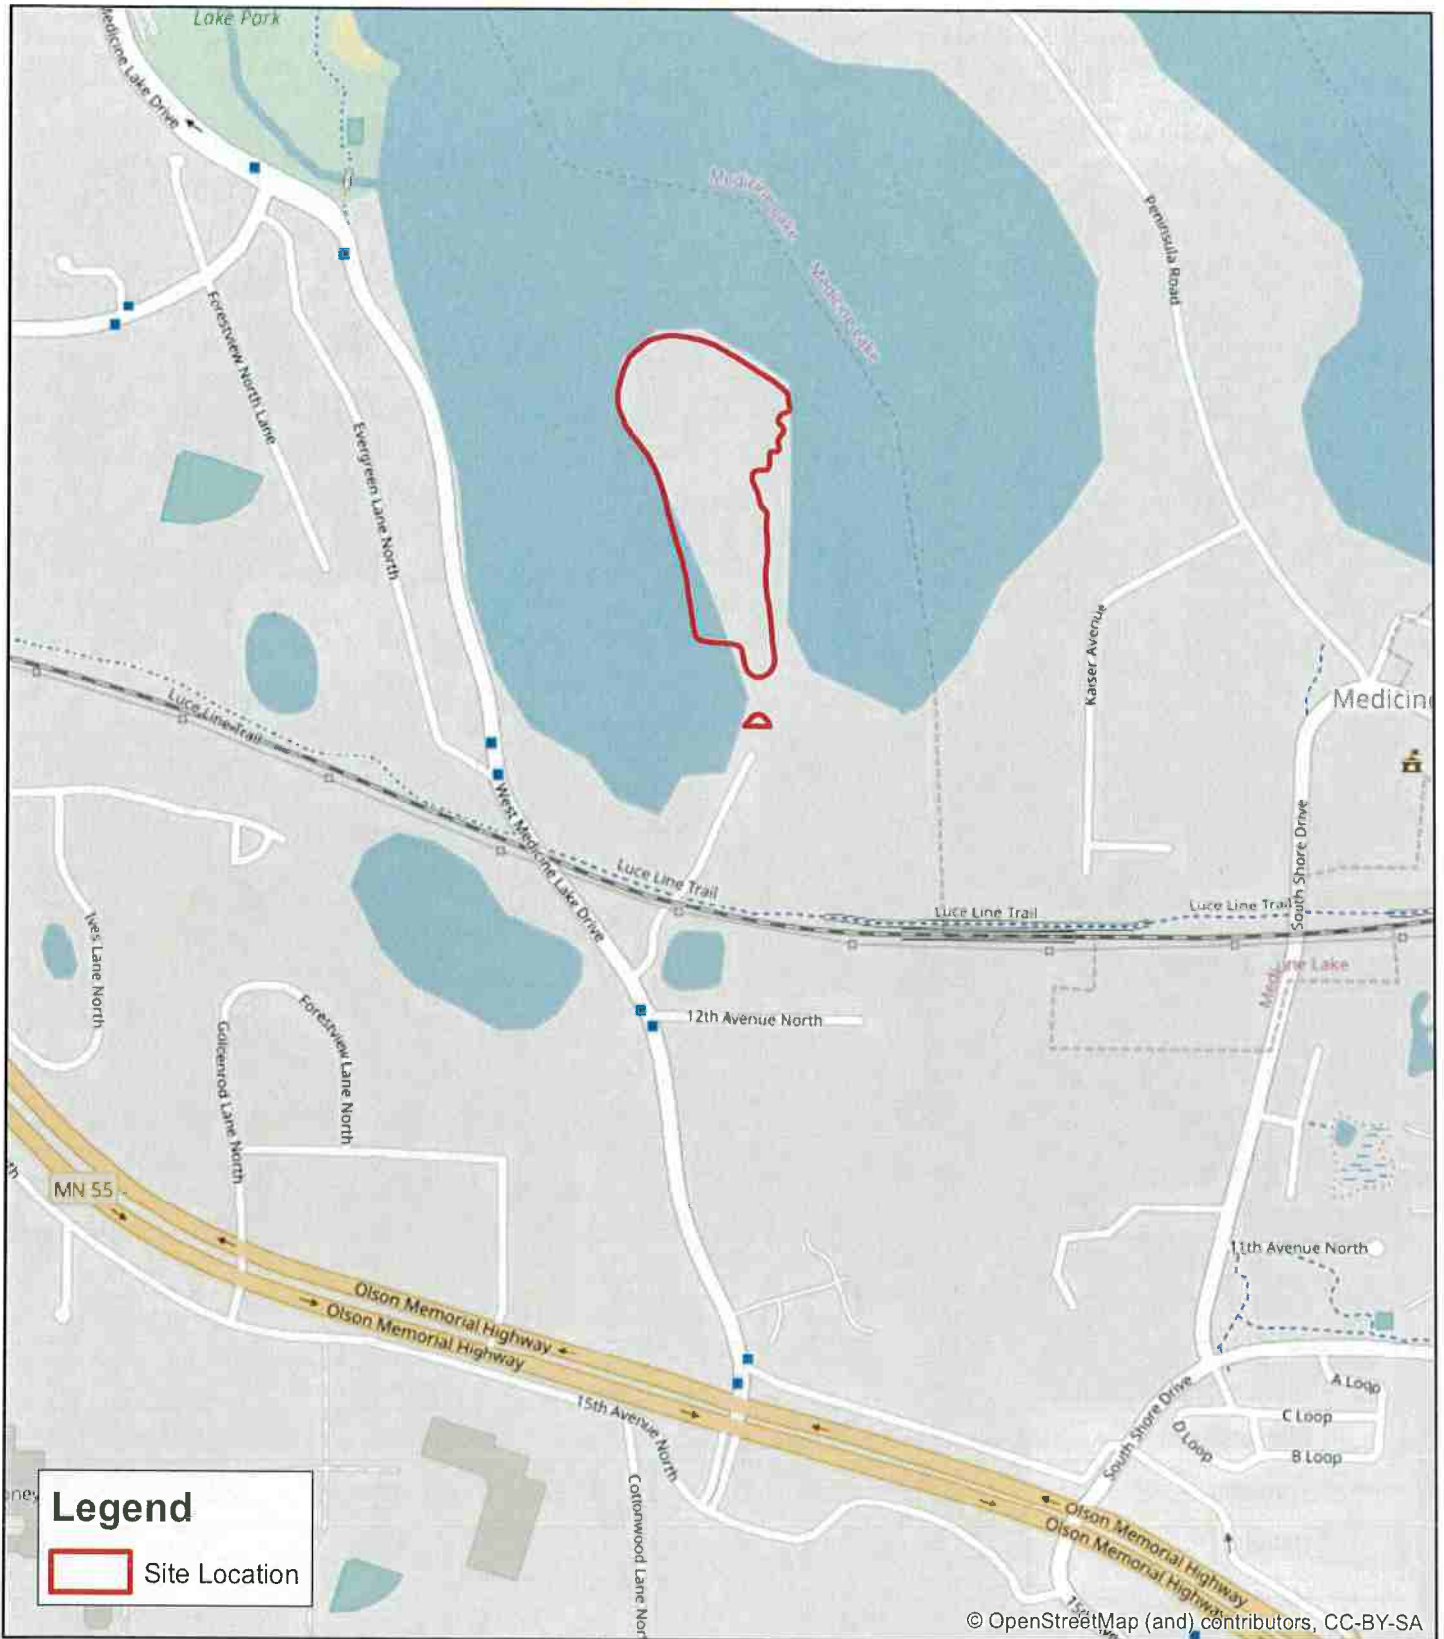 Lake Park
Medicine Lake Drive
Medicine Lake
Medicine Lake
Peninsula Road
Forestview North Lane
Evergreen Lane North
Kaiser Avenue
Luce Line Trail
Medicin
West Medicine Lake Drive
South Shore Drive
Luce Line Trail
Luce Line Trail
Luce Line Trail
Ives Lane North
Medicine Lake
12th Avenue North
Forestview Lane North
Goldenrod Lane North
MN 55
th
11th Avenue North
Olson Memorial Highway
Olson Memorial Highway
15th Avenue North
South Shore Drive
A Loop
C Loop
D Loop
B Loop
Cottonwood Lane Nor
Olson Memorial Highway
Olson Memorial Highway
ney
Legend
Site Location
© OpenStreetMap (and) contributors, CC-BY-SA